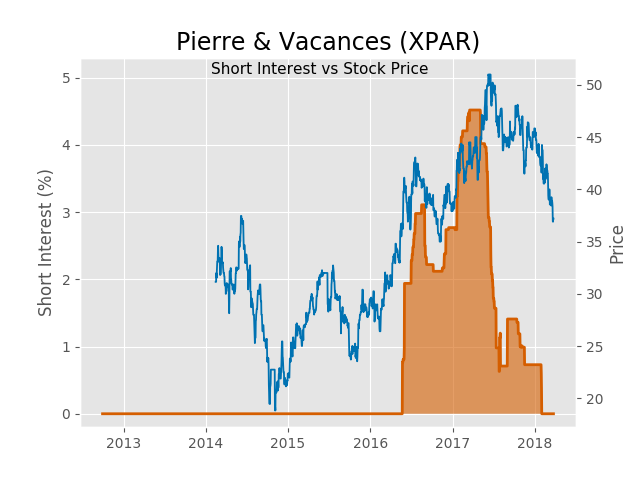 Pierre & Vacances (XPAR)
Short Interest vs Stock Price
Short Interest (%)
5
4
3
2
1
0
50
45
40
35
30
25
20
Price
2013 2014 2015 2016 2017 2018